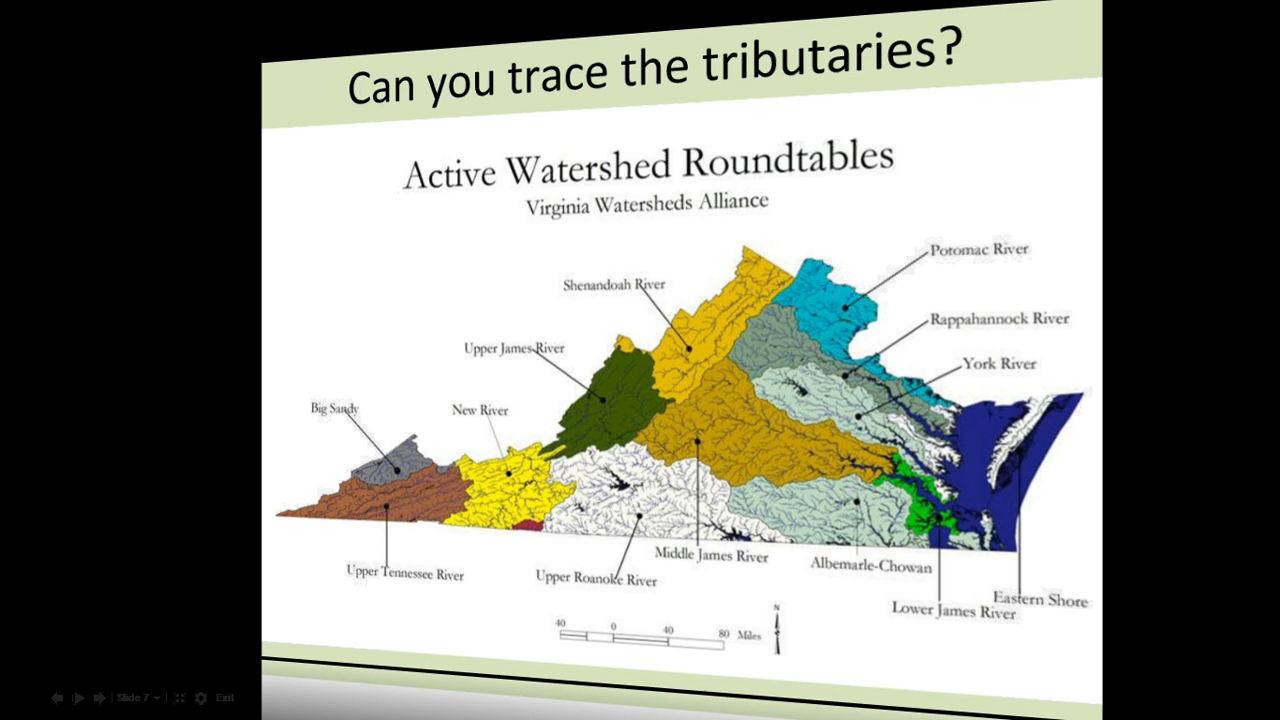 Can you trace the tributaries?
Active Watershed Roundtables
Virginia Watersheds Alliance
Potomac River
Shenandoah River
Rappahannock River
Upper James River
York River
Big Sandy
New River
Middle James River
Albemarle-Chowan
Upper Tennessee River
Upper Roanoke River
Eastern Shore
Lower James River
N
40 0 40 80 Miles
Slide 7
Exit